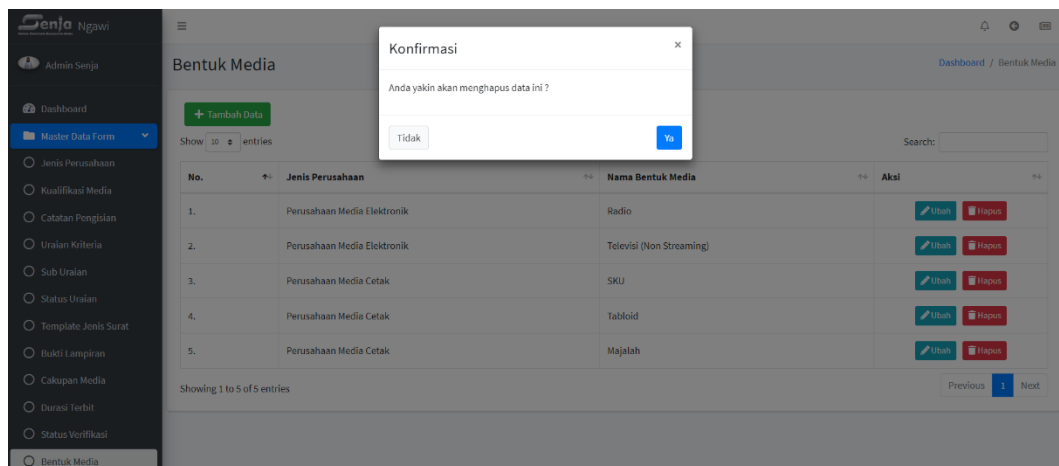 Senja Ngawi
Admin Senja
Dashboard
Master Data Form
Jenis Perusahaan
Kualifikasi Media
Catatan Pengisian
Uraian Kriteria
Sub Uraian
Status Uraian
Template Jenis Surat
Bukti Lampiran
Cakupan Media
Durasi Terbit
Status Verifikasi
Bentuk Media
Bentuk Media
Dashboard / Bentuk Media
Konfirmasi ×
Anda yakin akan menghapus data ini ?
Tidak Ya
+ Tambah Data
Show 10 entries Search:
No. Jenis Perusahaan Nama Bentuk Media Aksi
1. Perusahaan Media Elektronik Radio Ubah Hapus
2. Perusahaan Media Elektronik Televisi (Non Streaming) Ubah Hapus
3. Perusahaan Media Cetak SKU Ubah Hapus
4. Perusahaan Media Cetak Tabloid Ubah Hapus
5. Perusahaan Media Cetak Majalah Ubah Hapus
Showing 1 to 5 of 5 entries Previous 1 Next